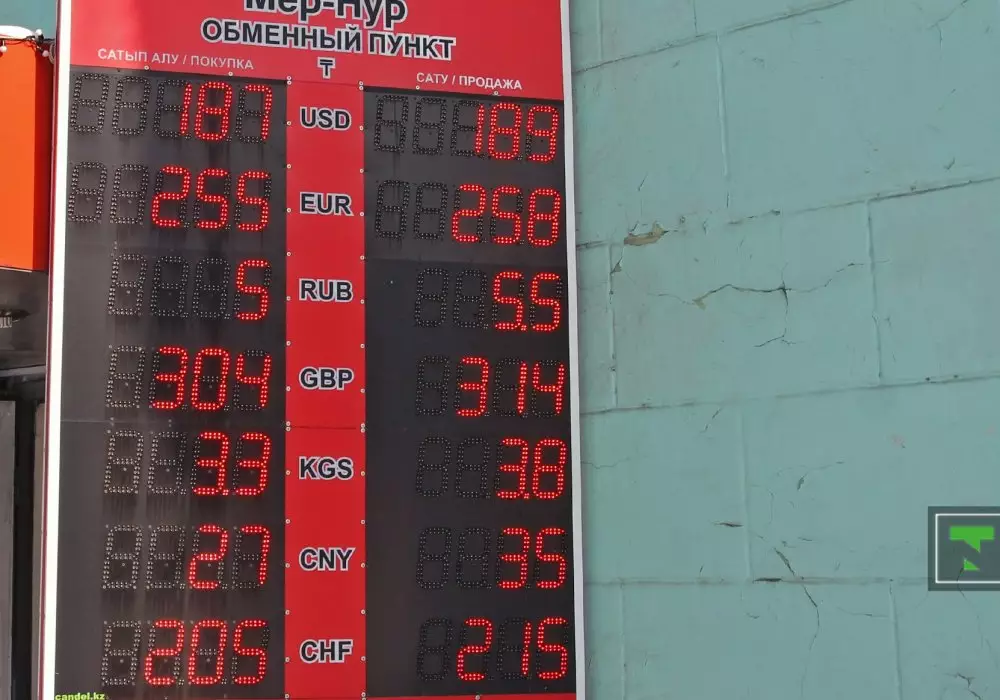 Мер-Нур
ОБМЕННЫЙ ПУНКТ
₸
САТЫП АЛУ / ПОКУПКА
САТУ / ПРОДАЖА
187 USD 189
255 EUR 258
5 RUB 5.5
304 GBP 314
3.3 KGS 3.8
27 CNY 35
205 CHF 215
candel.kz